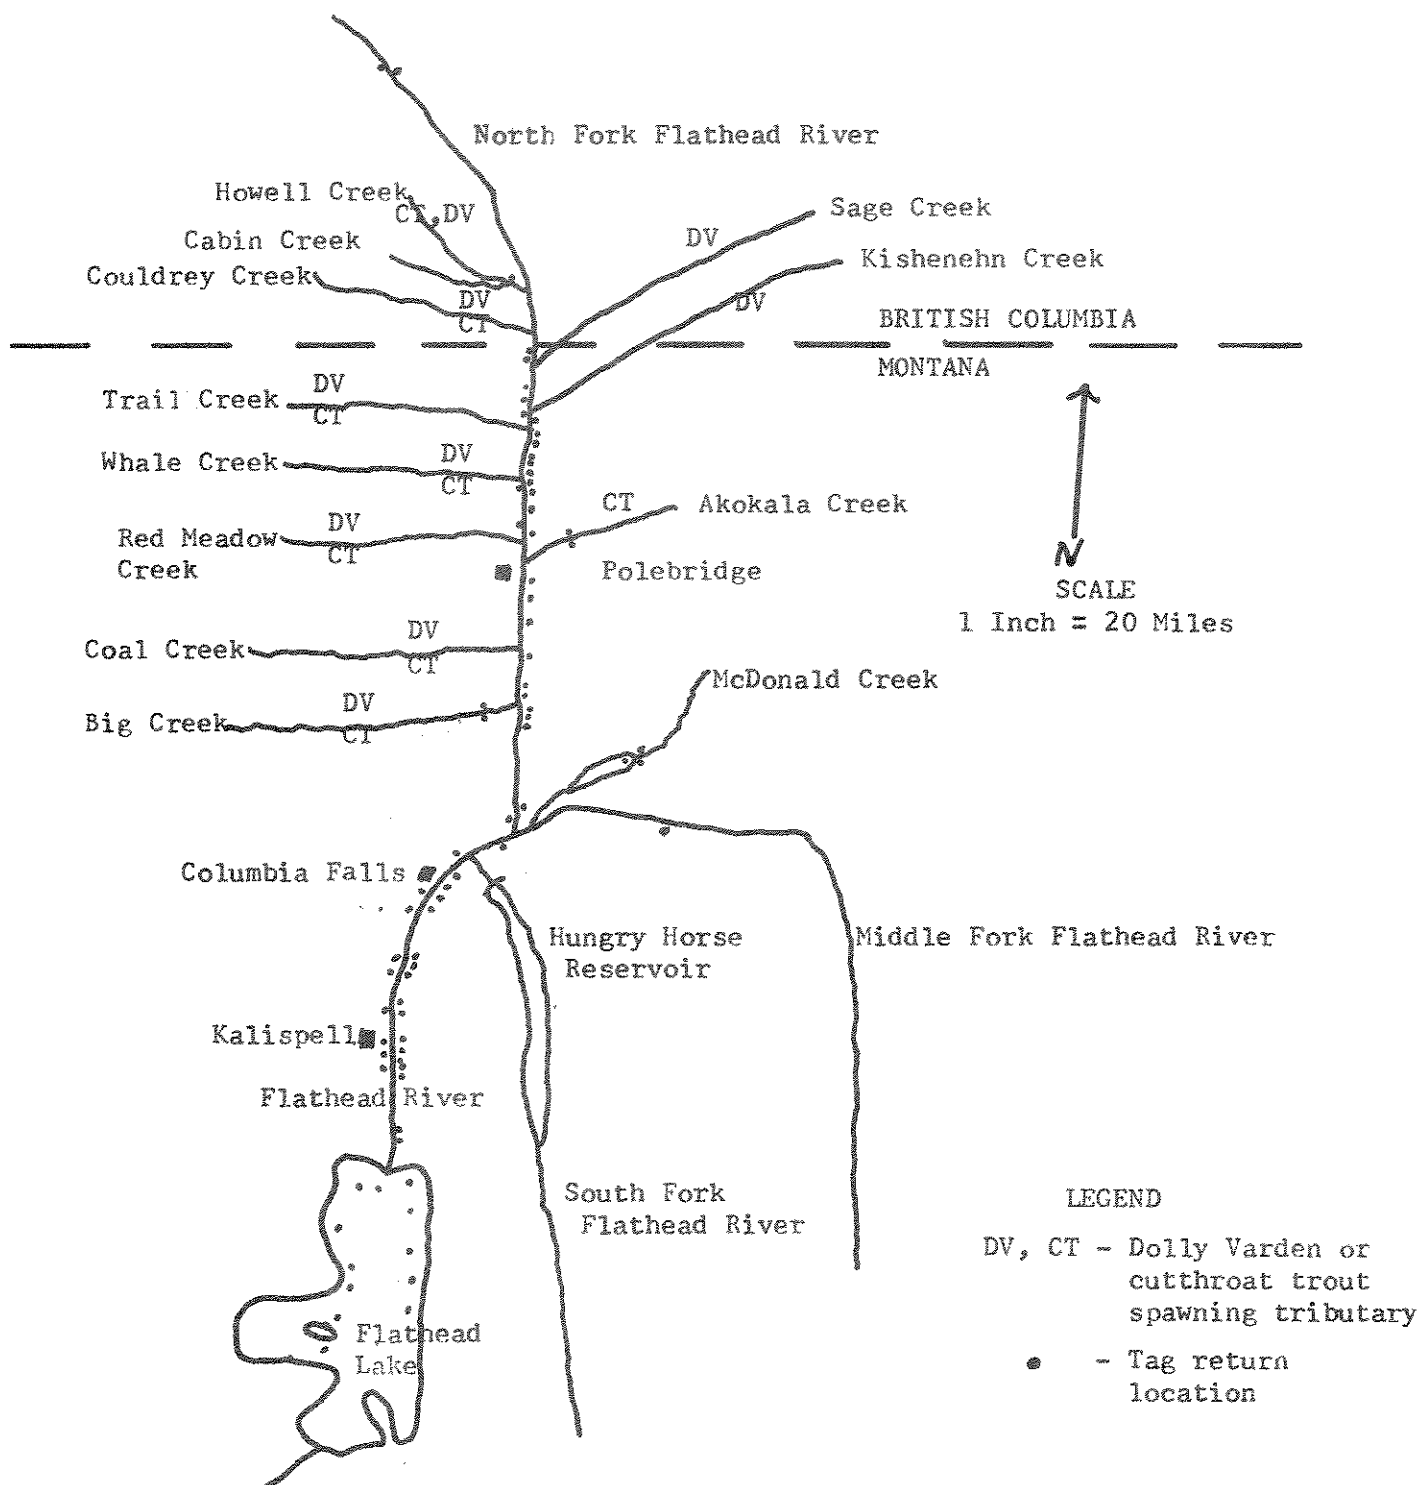 North Fork Flathead River
Howell Creek
CT, DV
Sage Creek
DV
Cabin Creek
Kishenehn Creek
Couldrey Creek
DV
CT
DV
BRITISH COLUMBIA
MONTANA
DV
Trail Creek
CT
DV
Whale Creek
CT
CT
Akokala Creek
DV
Red Meadow
Creek
CT
Polebridge
N
SCALE
1 Inch = 20 Miles
DV
Coal Creek
CT
McDonald Creek
DV
Big Creek
CT
Columbia Falls
Hungry Horse
Reservoir
Middle Fork Flathead River
Kalispell
Flathead River
South Fork
Flathead River
LEGEND
DV, CT - Dolly Varden or
cutthroat trout
spawning tributary
Flathead
Lake
- Tag return
location